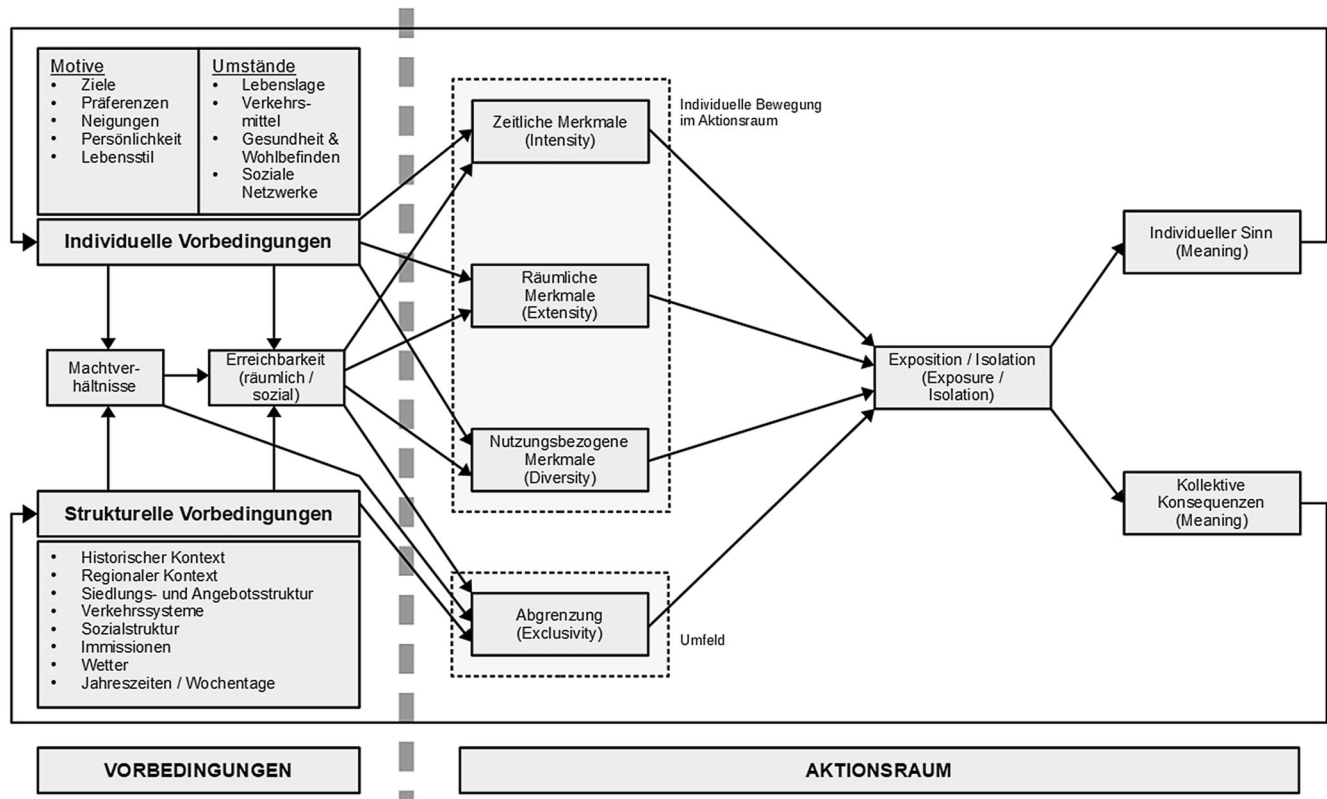 Motive
• Ziele
• Präferenzen
• Neigungen
• Persönlichkeit
• Lebensstil
Umstände
• Lebenslage
• Verkehrs-
mittel
• Gesundheit &
Wohlbefinden
• Soziale
Netzwerke
Individuelle Vorbedingungen
Machtver-
hältnisse
Erreichbarkeit
(räumlich /
sozial)
Strukturelle Vorbedingungen
• Historischer Kontext
• Regionaler Kontext
• Siedlungs- und Angebotsstruktur
• Verkehrssysteme
• Sozialstruktur
• Immissionen
• Wetter
• Jahreszeiten / Wochentage
Zeitliche Merkmale
(Intensity)
Individuelle Bewegung
im Aktionsraum
Räumliche
Merkmale
(Extensity)
Nutzungsbezogene
Merkmale
(Diversity)
Abgrenzung
(Exclusivity)
Umfeld
Exposition / Isolation
(Exposure /
Isolation)
Individueller Sinn
(Meaning)
Kollektive
Konsequenzen
(Meaning)
VORBEDINGUNGEN
AKTIONSRAUM